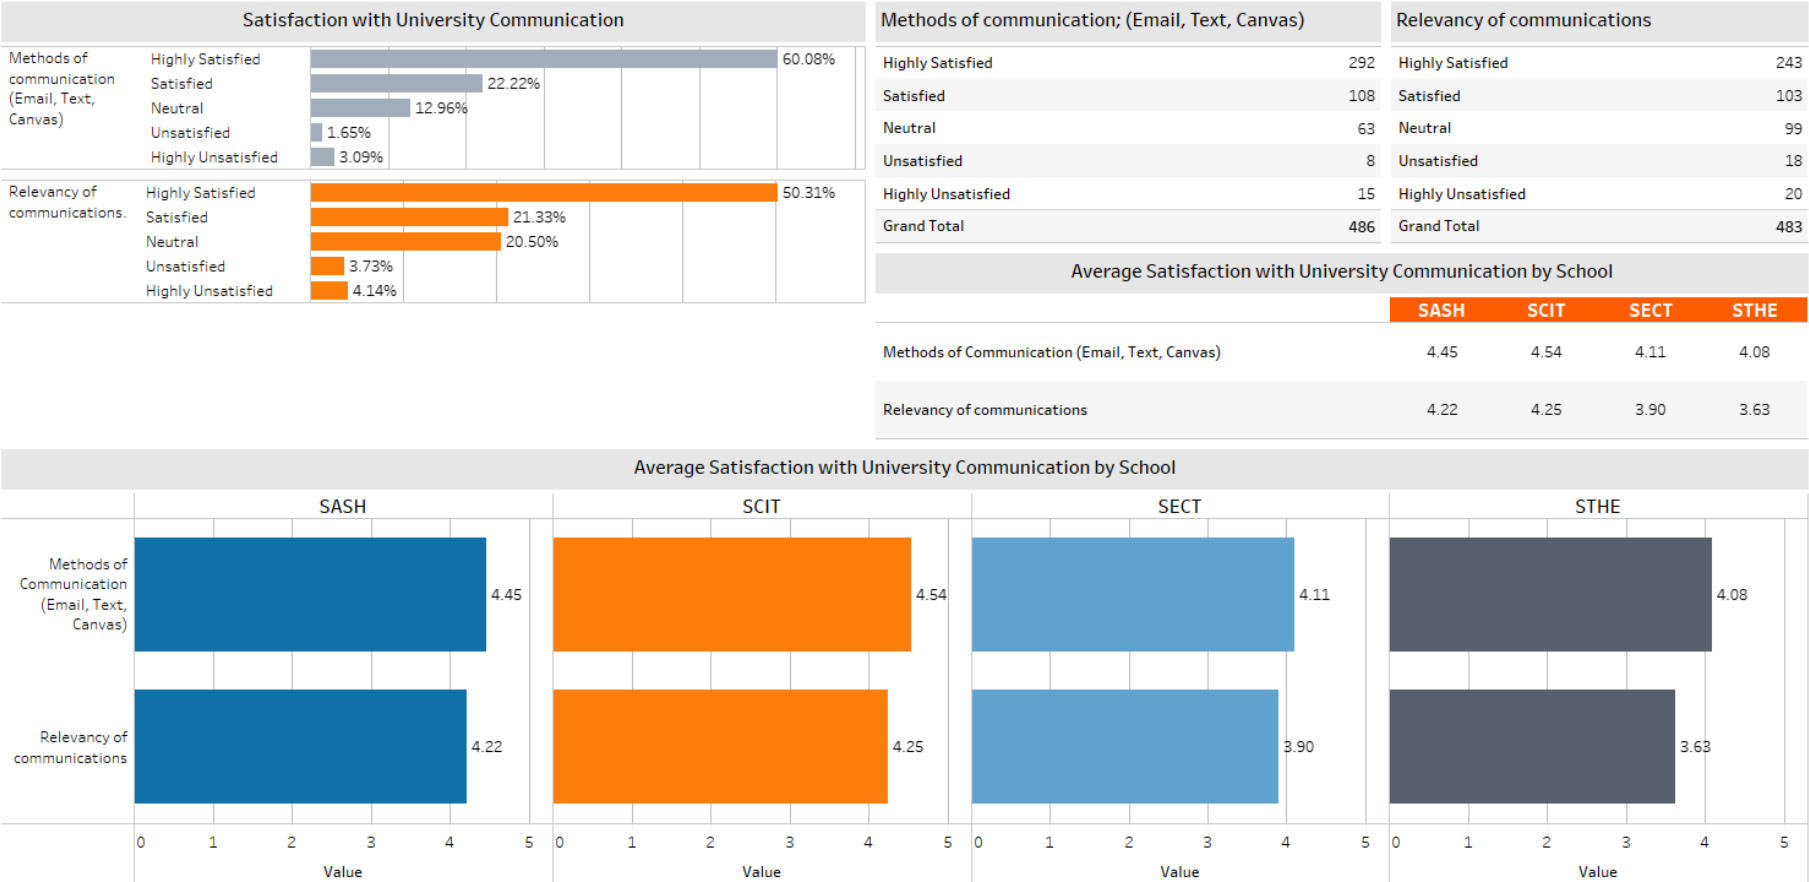 Satisfaction with University Communication
Methods of
communication
(Email, Text,
Canvas)
Highly Satisfied 60.08%
Satisfied 22.22%
Neutral 12.96%
Unsatisfied 1.65%
Highly Unsatisfied 3.09%
Relevancy of
communications.
Highly Satisfied 50.31%
Satisfied 21.33%
Neutral 20.50%
Unsatisfied 3.73%
Highly Unsatisfied 4.14%
Methods of communication; (Email, Text, Canvas)
Highly Satisfied 292
Satisfied 108
Neutral 63
Unsatisfied 8
Highly Unsatisfied 15
Grand Total 486
Relevancy of communications
Highly Satisfied 243
Satisfied 103
Neutral 99
Unsatisfied 18
Highly Unsatisfied 20
Grand Total 483
Average Satisfaction with University Communication by School
SASH SCIT SECT STHE
Methods of Communication (Email, Text, Canvas) 4.45 4.54 4.11 4.08
Relevancy of communications 4.22 4.25 3.90 3.63
Average Satisfaction with University Communication by School
SASH SCIT SECT STHE
Methods of
Communication
(Email, Text,
Canvas)
4.45 4.54 4.11 4.08
Relevancy of
communications
4.22 4.25 3.90 3.63
0 1 2 3 4 5 0 1 2 3 4 5 0 1 2 3 4 5 0 1 2 3 4 5
Value Value Value Value